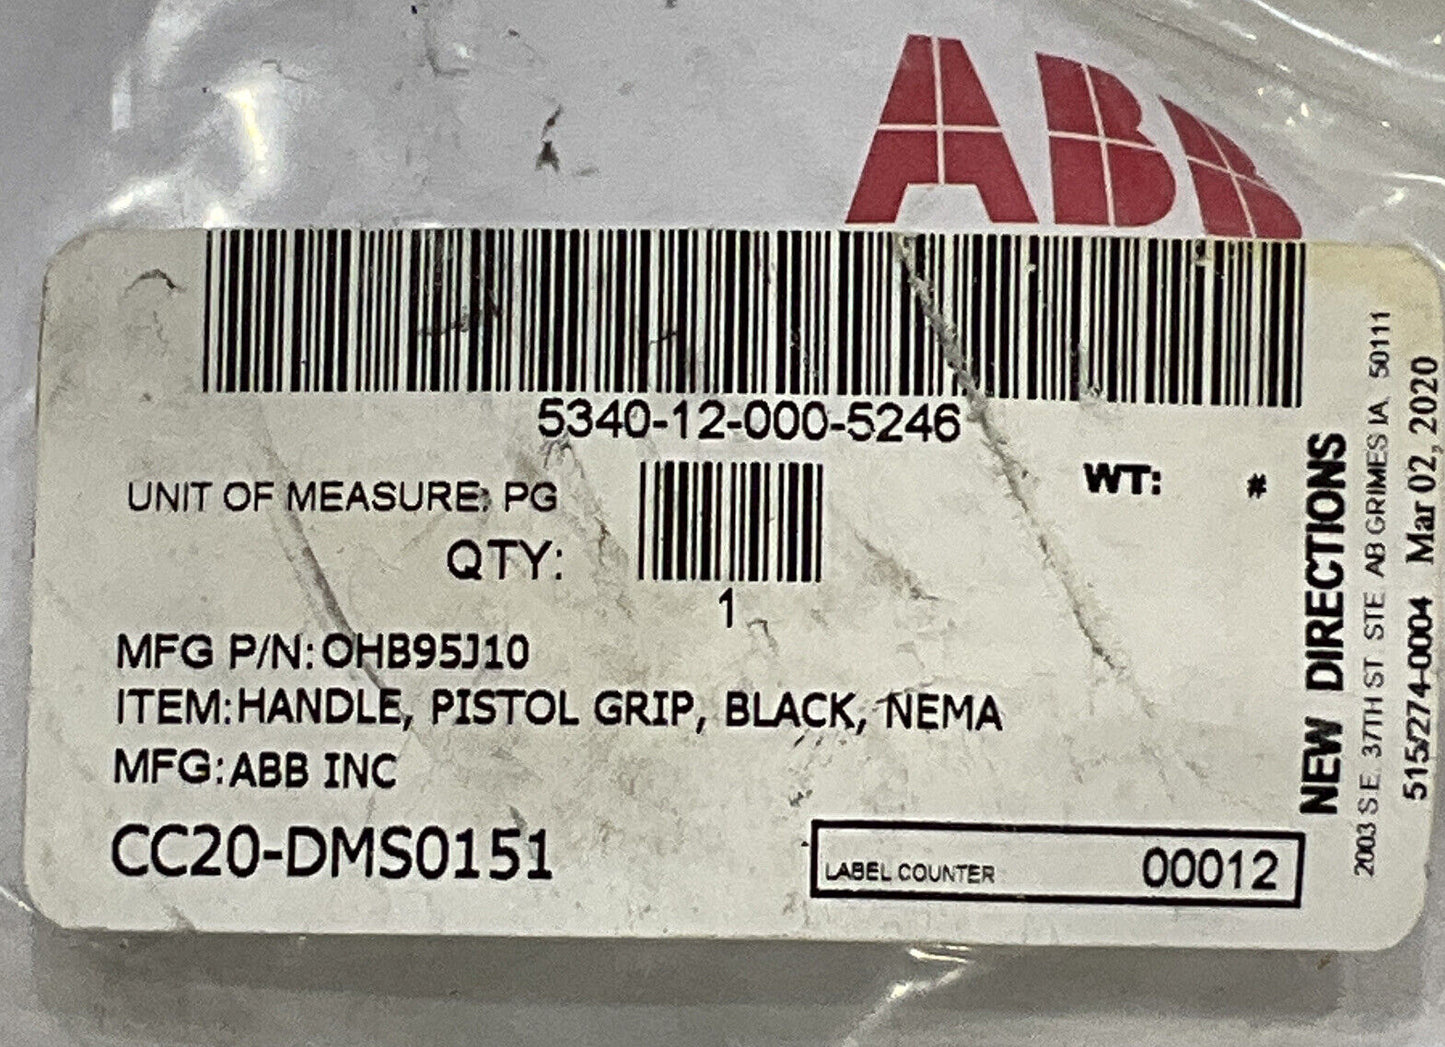 ABB
5340-12-000-5246
UNIT OF MEASURE: PG
WT: #
QTY:
1
MFG P/N:OHB95J10
ITEM:HANDLE, PISTOL GRIP, BLACK, NEMA
MFG:ABB INC
CC20-DMS0151
LABEL COUNTER 00012
NEW DIRECTIONS
2003 S E. 37TH ST. STE AB GRIMES IA. 50111
515/274-0004 Mar 02, 2020